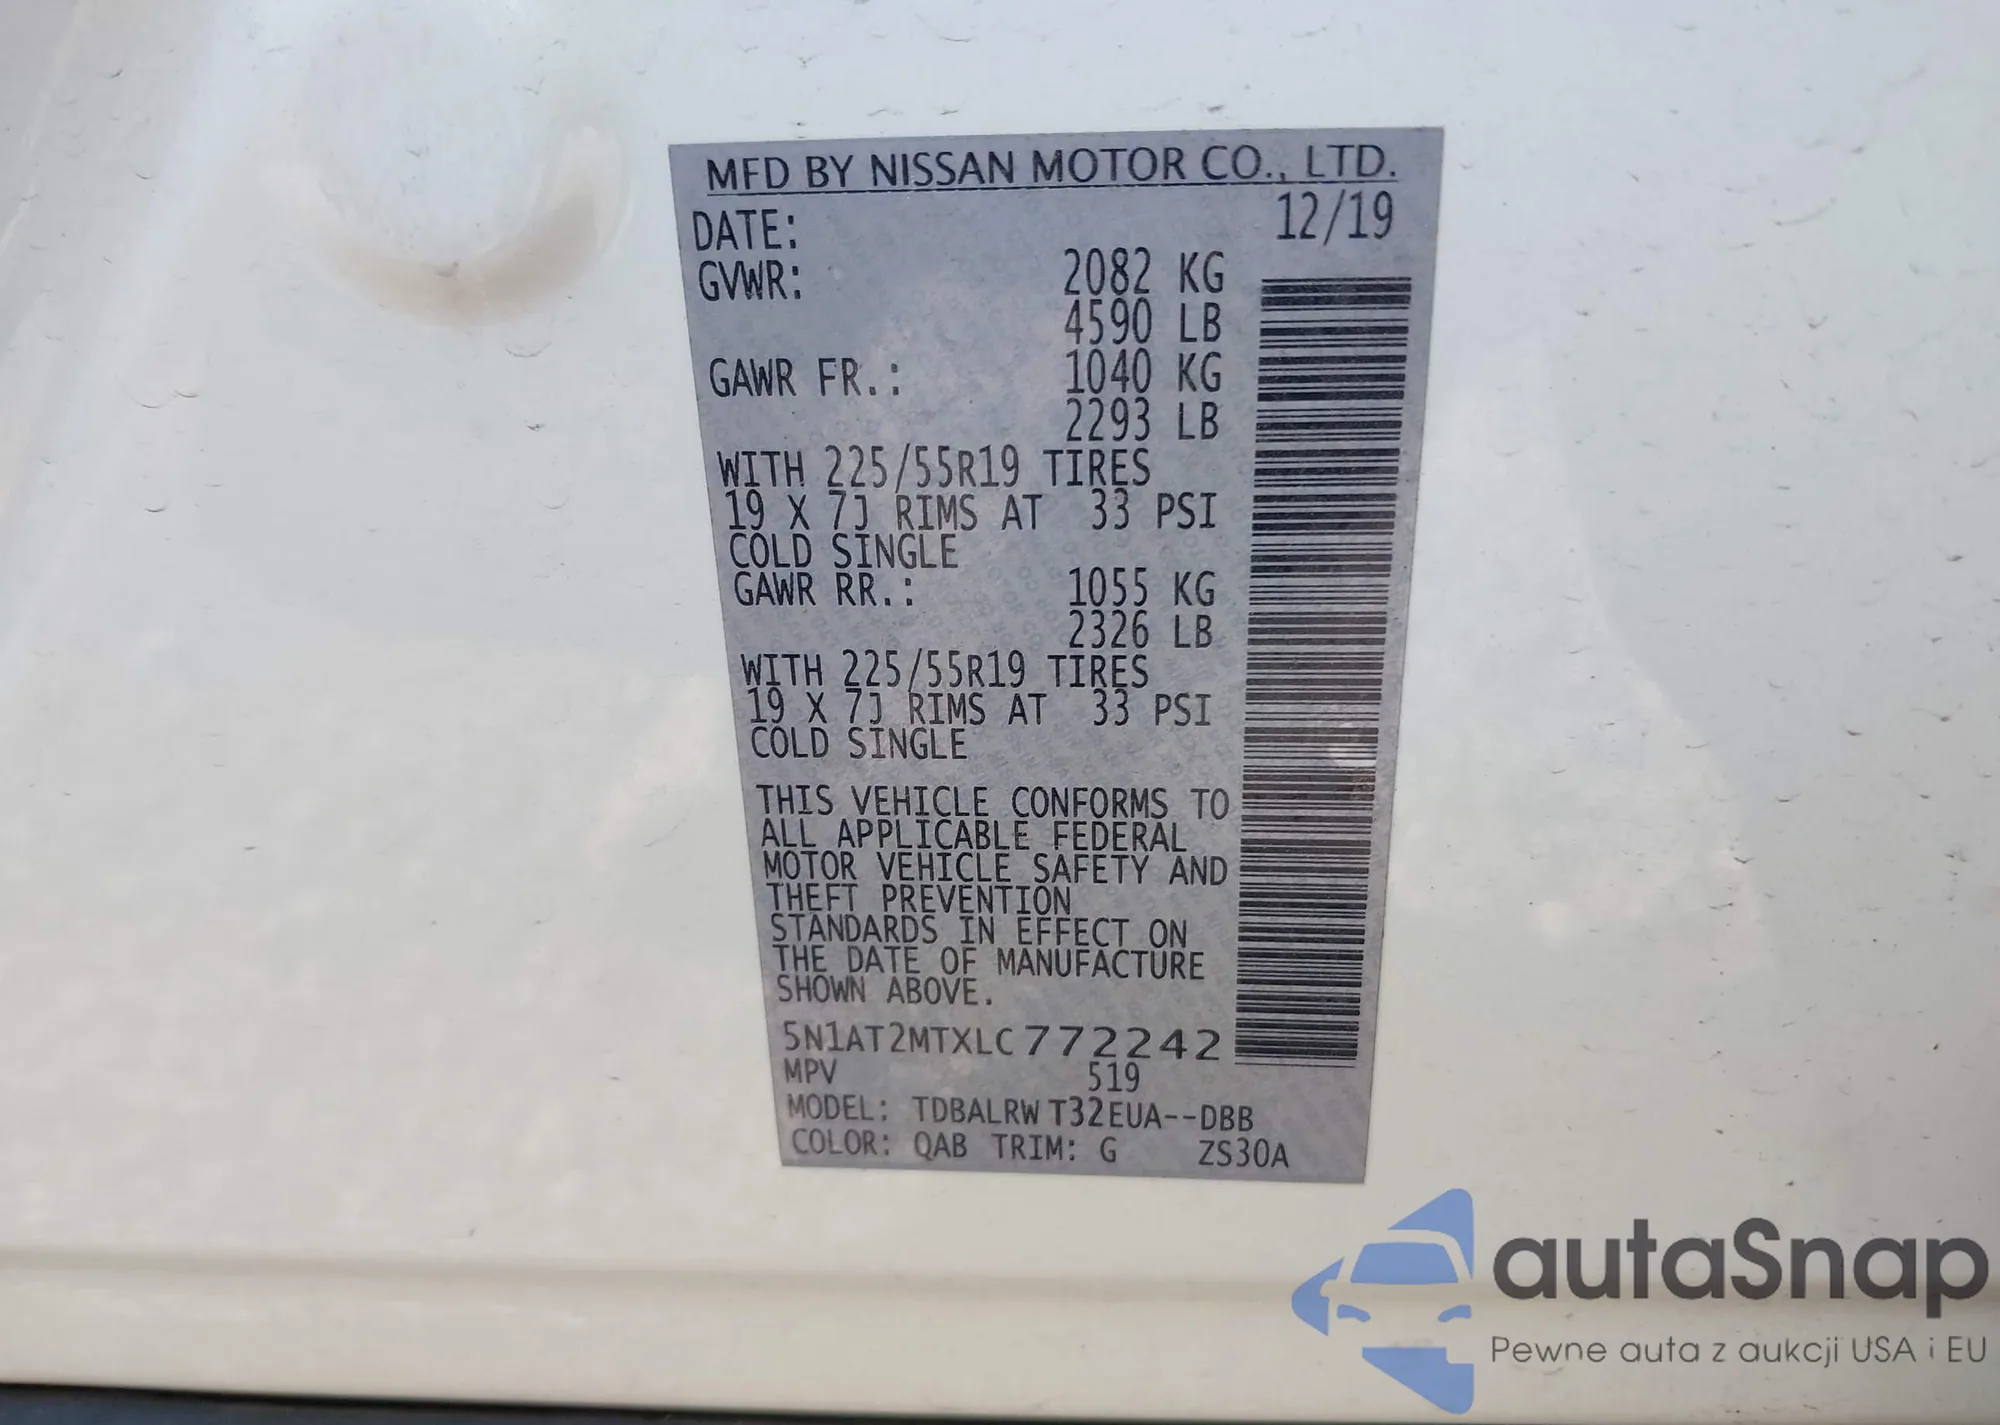 MFD BY NISSAN MOTOR CO., LTD.
DATE: 12/19
GVWR: 2082 KG
4590 LB
GAWR FR.: 1040 KG
2293 LB
WITH 225/55R19 TIRES
19 X 7J RIMS AT 33 PSI
COLD SINGLE
GAWR RR.: 1055 KG
2326 LB
WITH 225/55R19 TIRES
19 X 7J RIMS AT 33 PSI
COLD SINGLE
THIS VEHICLE CONFORMS TO
ALL APPLICABLE FEDERAL
MOTOR VEHICLE SAFETY AND
THEFT PREVENTION
STANDARDS IN EFFECT ON
THE DATE OF MANUFACTURE
SHOWN ABOVE.
5N1AT2MTXLC772242
MPV 519
MODEL: TDBALRW T32EUA--DBB
COLOR: QAB TRIM: G ZS30A
autaSnap
Pewne auta z aukcji USA i EU